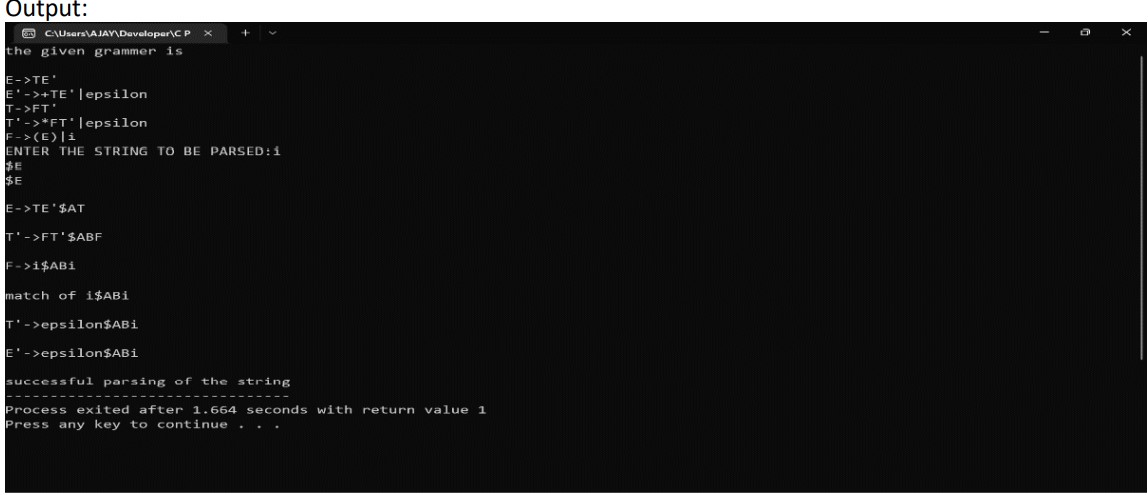 Output:
C:\Users\AJAY\Developer\C P
the given grammer is
E->TE'
E'->+TE'|epsilon
T->FT'
T'->*FT'|epsilon
F->(E)|i
ENTER THE STRING TO BE PARSED:i
$E
$E
E->TE'$AT
T'->FT'$ABF
F->i$ABi
match of i$ABi
T'->epsilon$ABi
E'->epsilon$ABi
successful parsing of the string
--------------------------------
Process exited after 1.664 seconds with return value 1
Press any key to continue . . .